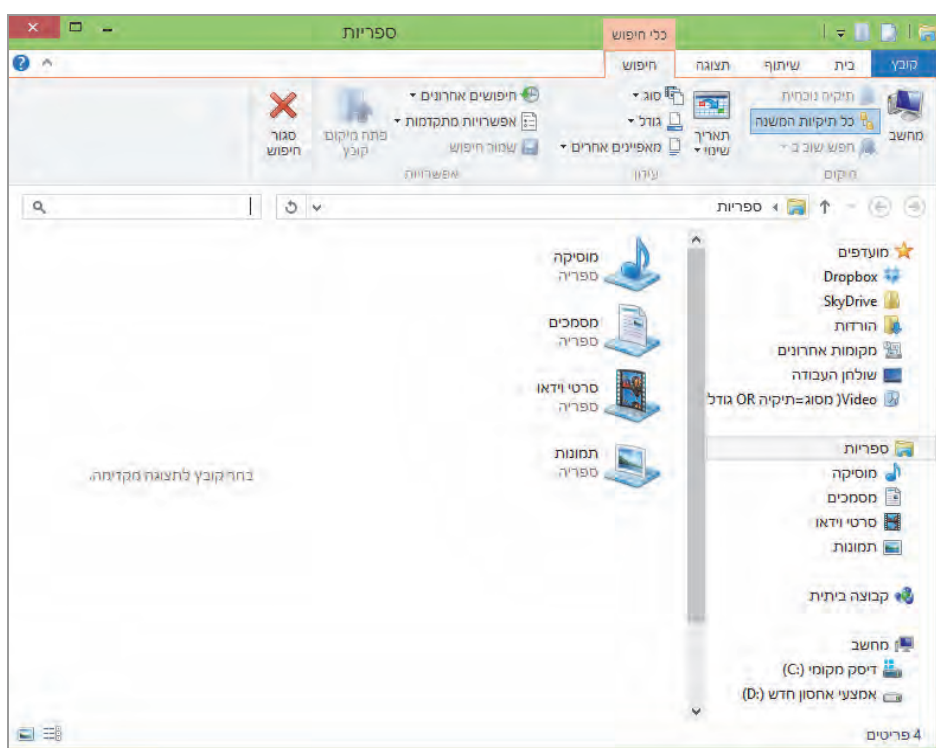 ספריות
כלי חיפוש
קובץ
בית
שיתוף
תצוגה
חיפוש
מחשב
תיקיה נוכחית
כל תיקיות המשנה
חפש שוב ב
מיקום
תאריך שינוי
סוג
גודל
מאפיינים אחרים
עידון
חיפושים אחרונים
אפשרויות מתקדמות
שמור חיפוש
פתח מיקום קובץ
אפשרויות
סגור חיפוש
ספריות
מועדפים
Dropbox
SkyDrive
הורדות
מקומות אחרונים
שולחן העבודה
Video( מסוג=תיקיה OR גודל
ספריות
מוסיקה
מסמכים
סרטי וידאו
תמונות
קבוצה ביתית
מחשב
דיסק מקומי (C:)
אמצעי אחסון חדש (D:)
מוסיקה
ספריה
מסמכים
ספריה
סרטי וידאו
ספריה
תמונות
ספריה
בחר קובץ לתצוגה מקדימה.
4 פריטים